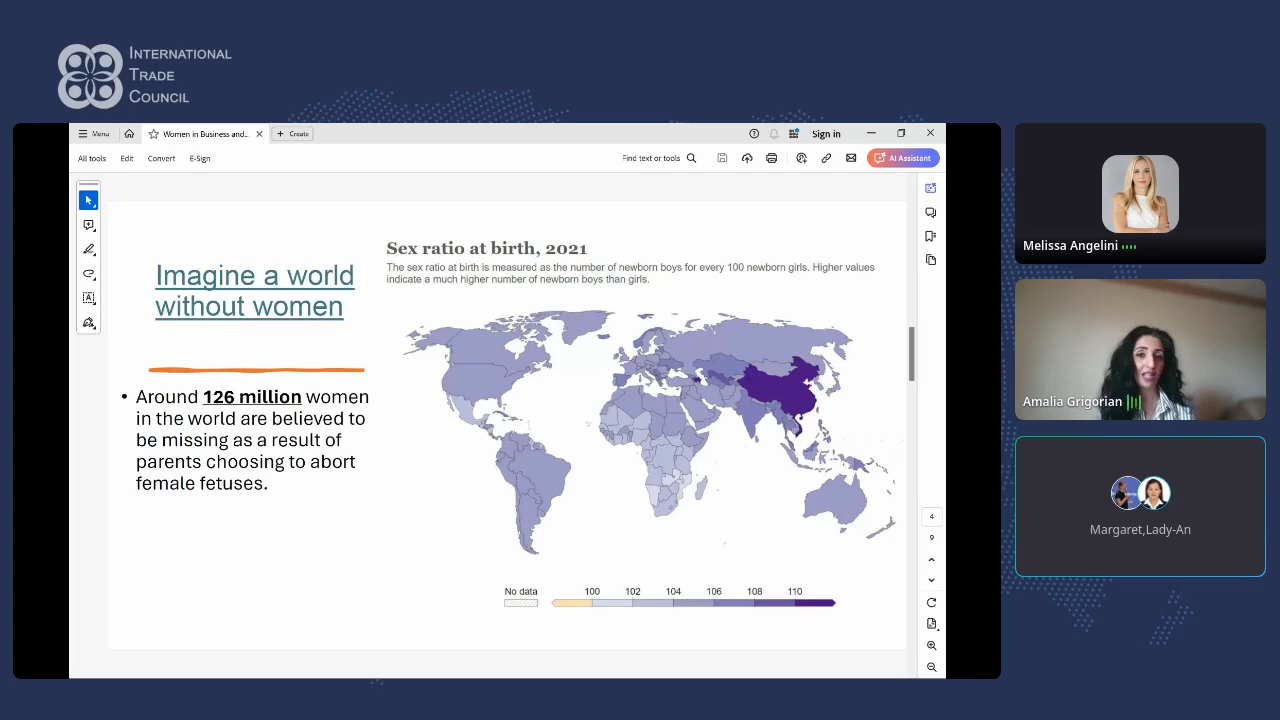 INTERNATIONAL
TRADE
COUNCIL
Menu
Women in Business and...
Create
Sign in
All tools
Edit
Convert
E-Sign
Find text or tools
AI Assistant
Imagine a world
without women
• Around 126 million women
in the world are believed to
be missing as a result of
parents choosing to abort
female fetuses.
Sex ratio at birth, 2021
The sex ratio at birth is measured as the number of newborn boys for every 100 newborn girls. Higher values
indicate a much higher number of newborn boys than girls.
No data
100 102 104 106 108 110
4
9
Melissa Angelini
Amalia Grigorian
Margaret,Lady-An